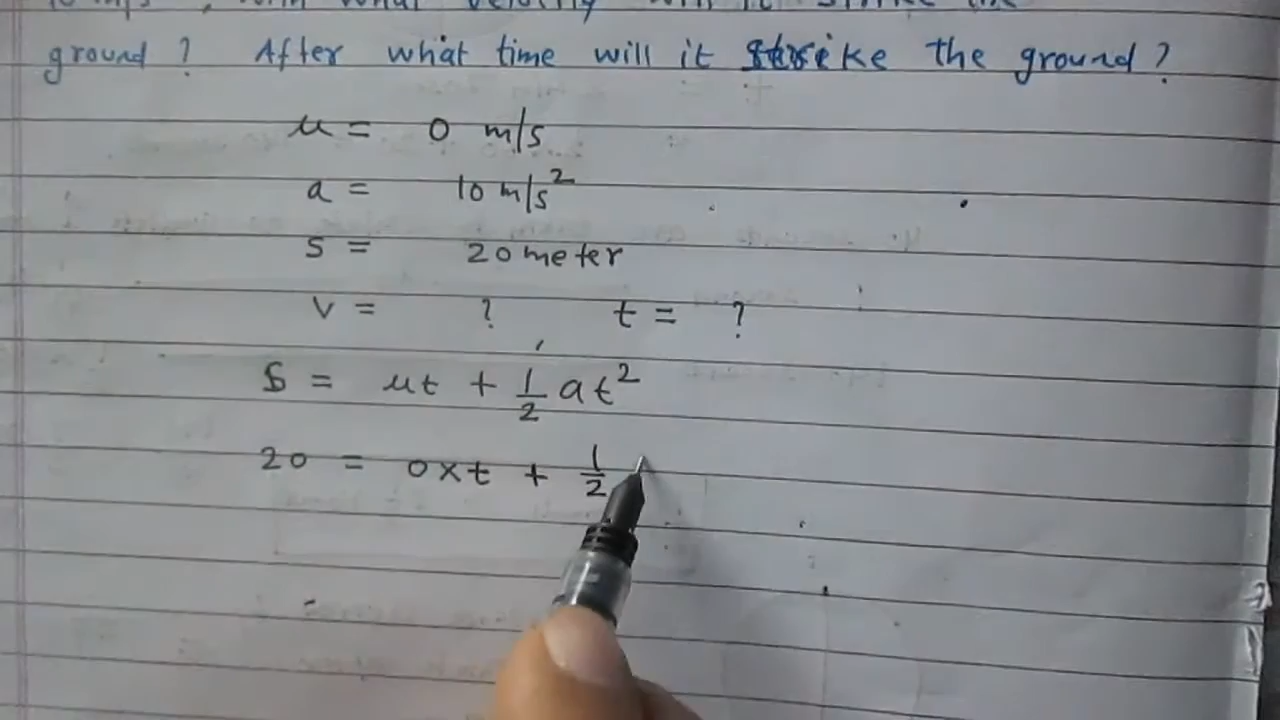 ground ? After what time will it strike the ground ?
u = 0 m/s
a = 10 m/s²
s = 20 meter
v = ? t = ?
S = ut + 1/2 at²
20 = 0xt + 1/2